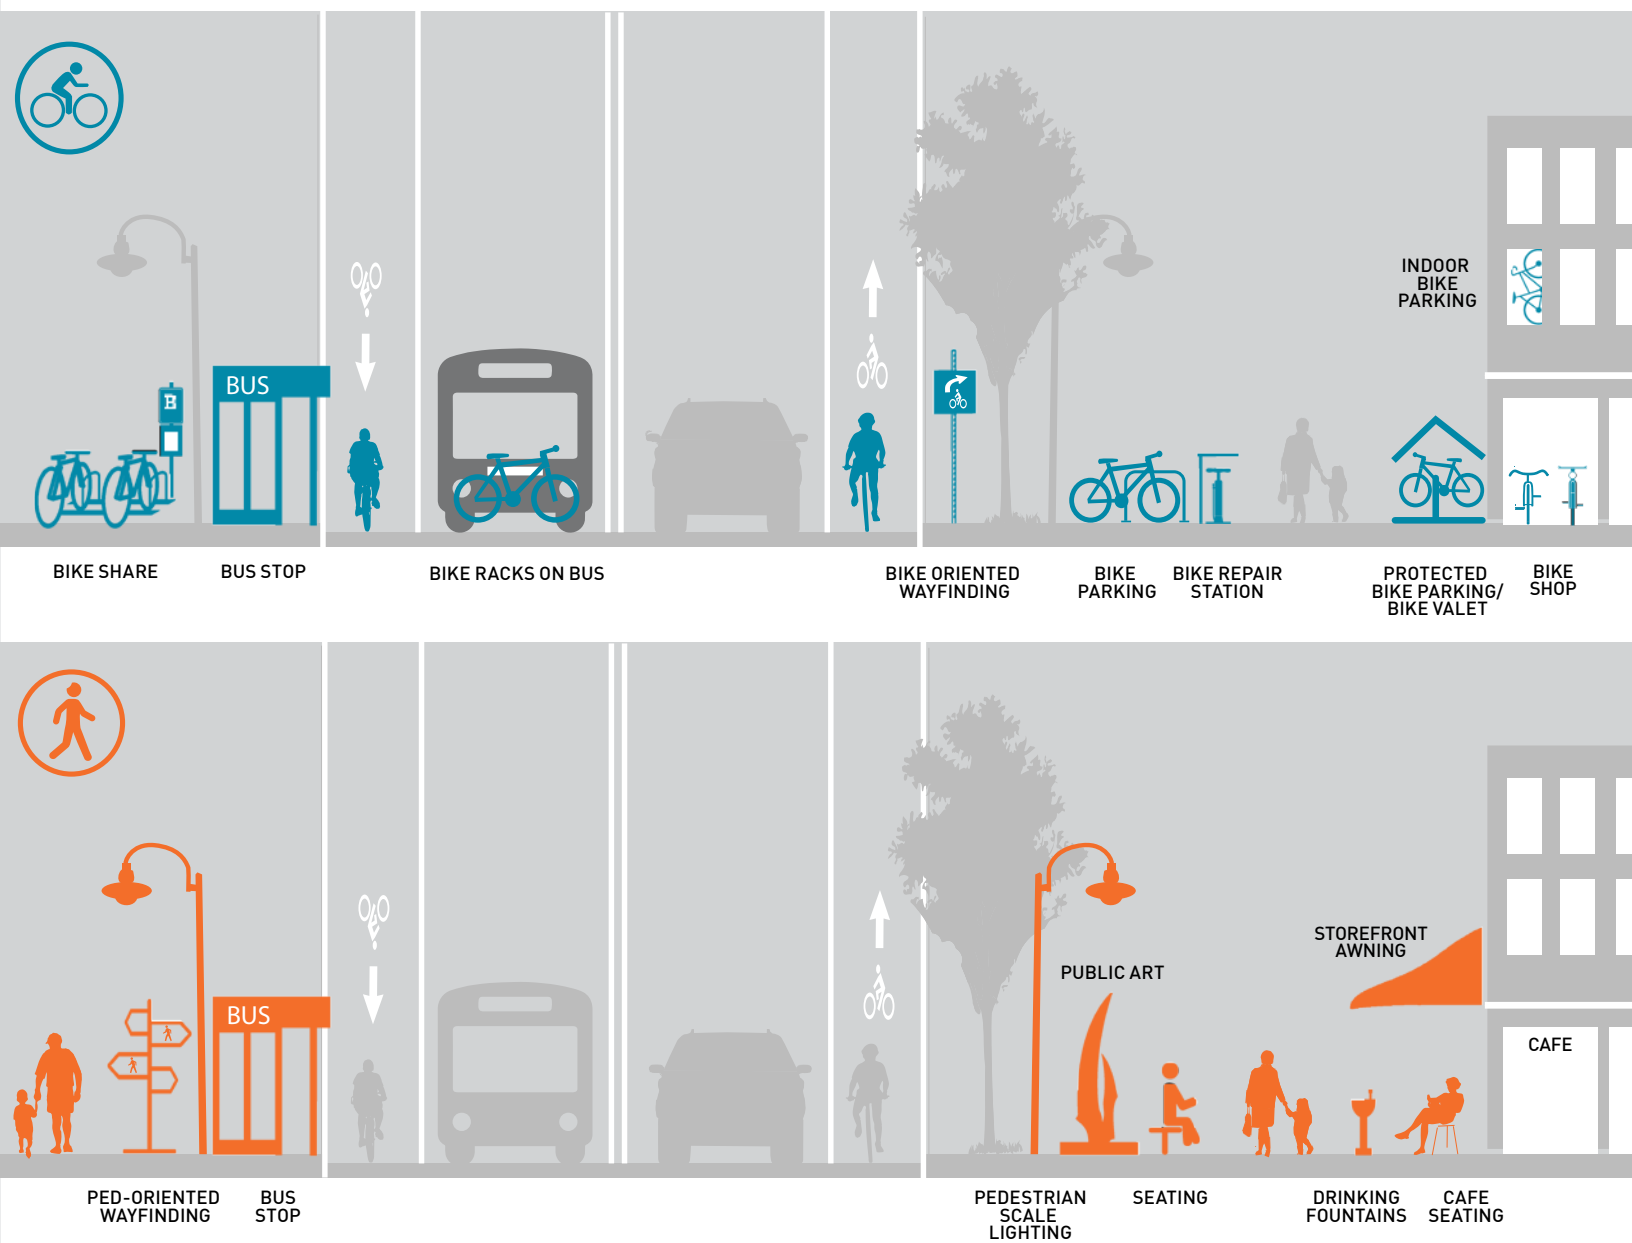 INDOOR
BIKE
PARKING
BUS
B
BIKE SHARE
BUS STOP
BIKE RACKS ON BUS
BIKE ORIENTED
WAYFINDING
BIKE
PARKING
BIKE REPAIR
STATION
PROTECTED
BIKE PARKING/
BIKE VALET
BIKE
SHOP
STOREFRONT
AWNING
PUBLIC ART
BUS
CAFE
PED-ORIENTED
WAYFINDING
BUS
STOP
PEDESTRIAN
SCALE
LIGHTING
SEATING
DRINKING
FOUNTAINS
CAFE
SEATING